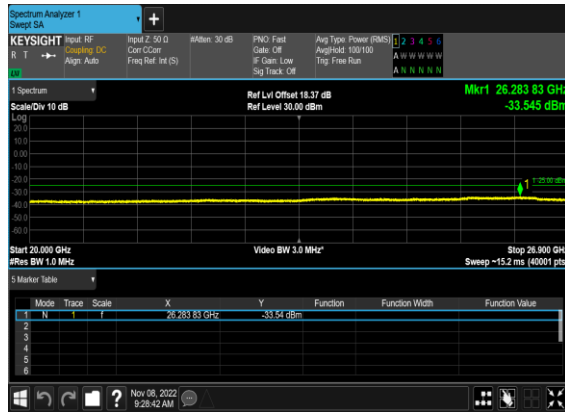 Spectrum Analyzer 1
Swept SA
+
KEYSIGHT Input: RF Input Z: 50 Ω #Atten: 30 dB PNO: Fast Avg Type: Power (RMS) 1 2 3 4 5 6
R T Coupling: DC Corr CCorr Gate: Off Avg|Hold: 100/100 A W W W W W
Align: Auto Freq Ref: Int (S) IF Gain: Low Trig: Free Run
LU Sig Track: Off A N N N N N
1 Spectrum Ref Lvl Offset 18.37 dB Mkr1 26.283 83 GHz
Scale/Div 10 dB Ref Level 30.00 dBm -33.545 dBm
Log
20.0
10.0
0.00
-10.0
-20.0
-30.0
-40.0
-50.0
-60.0
1 -25.00 dBm
Start 20.000 GHz Video BW 3.0 MHz* Stop 26.900 GHz
#Res BW 1.0 MHz Sweep ~15.2 ms (40001 pts)
5 Marker Table
Mode Trace Scale X Y Function Function Width Function Value
1 N 1 f 26.283 83 GHz -33.54 dBm
2
3
4
5
6
? Nov 08, 2022
9:28:42 AM